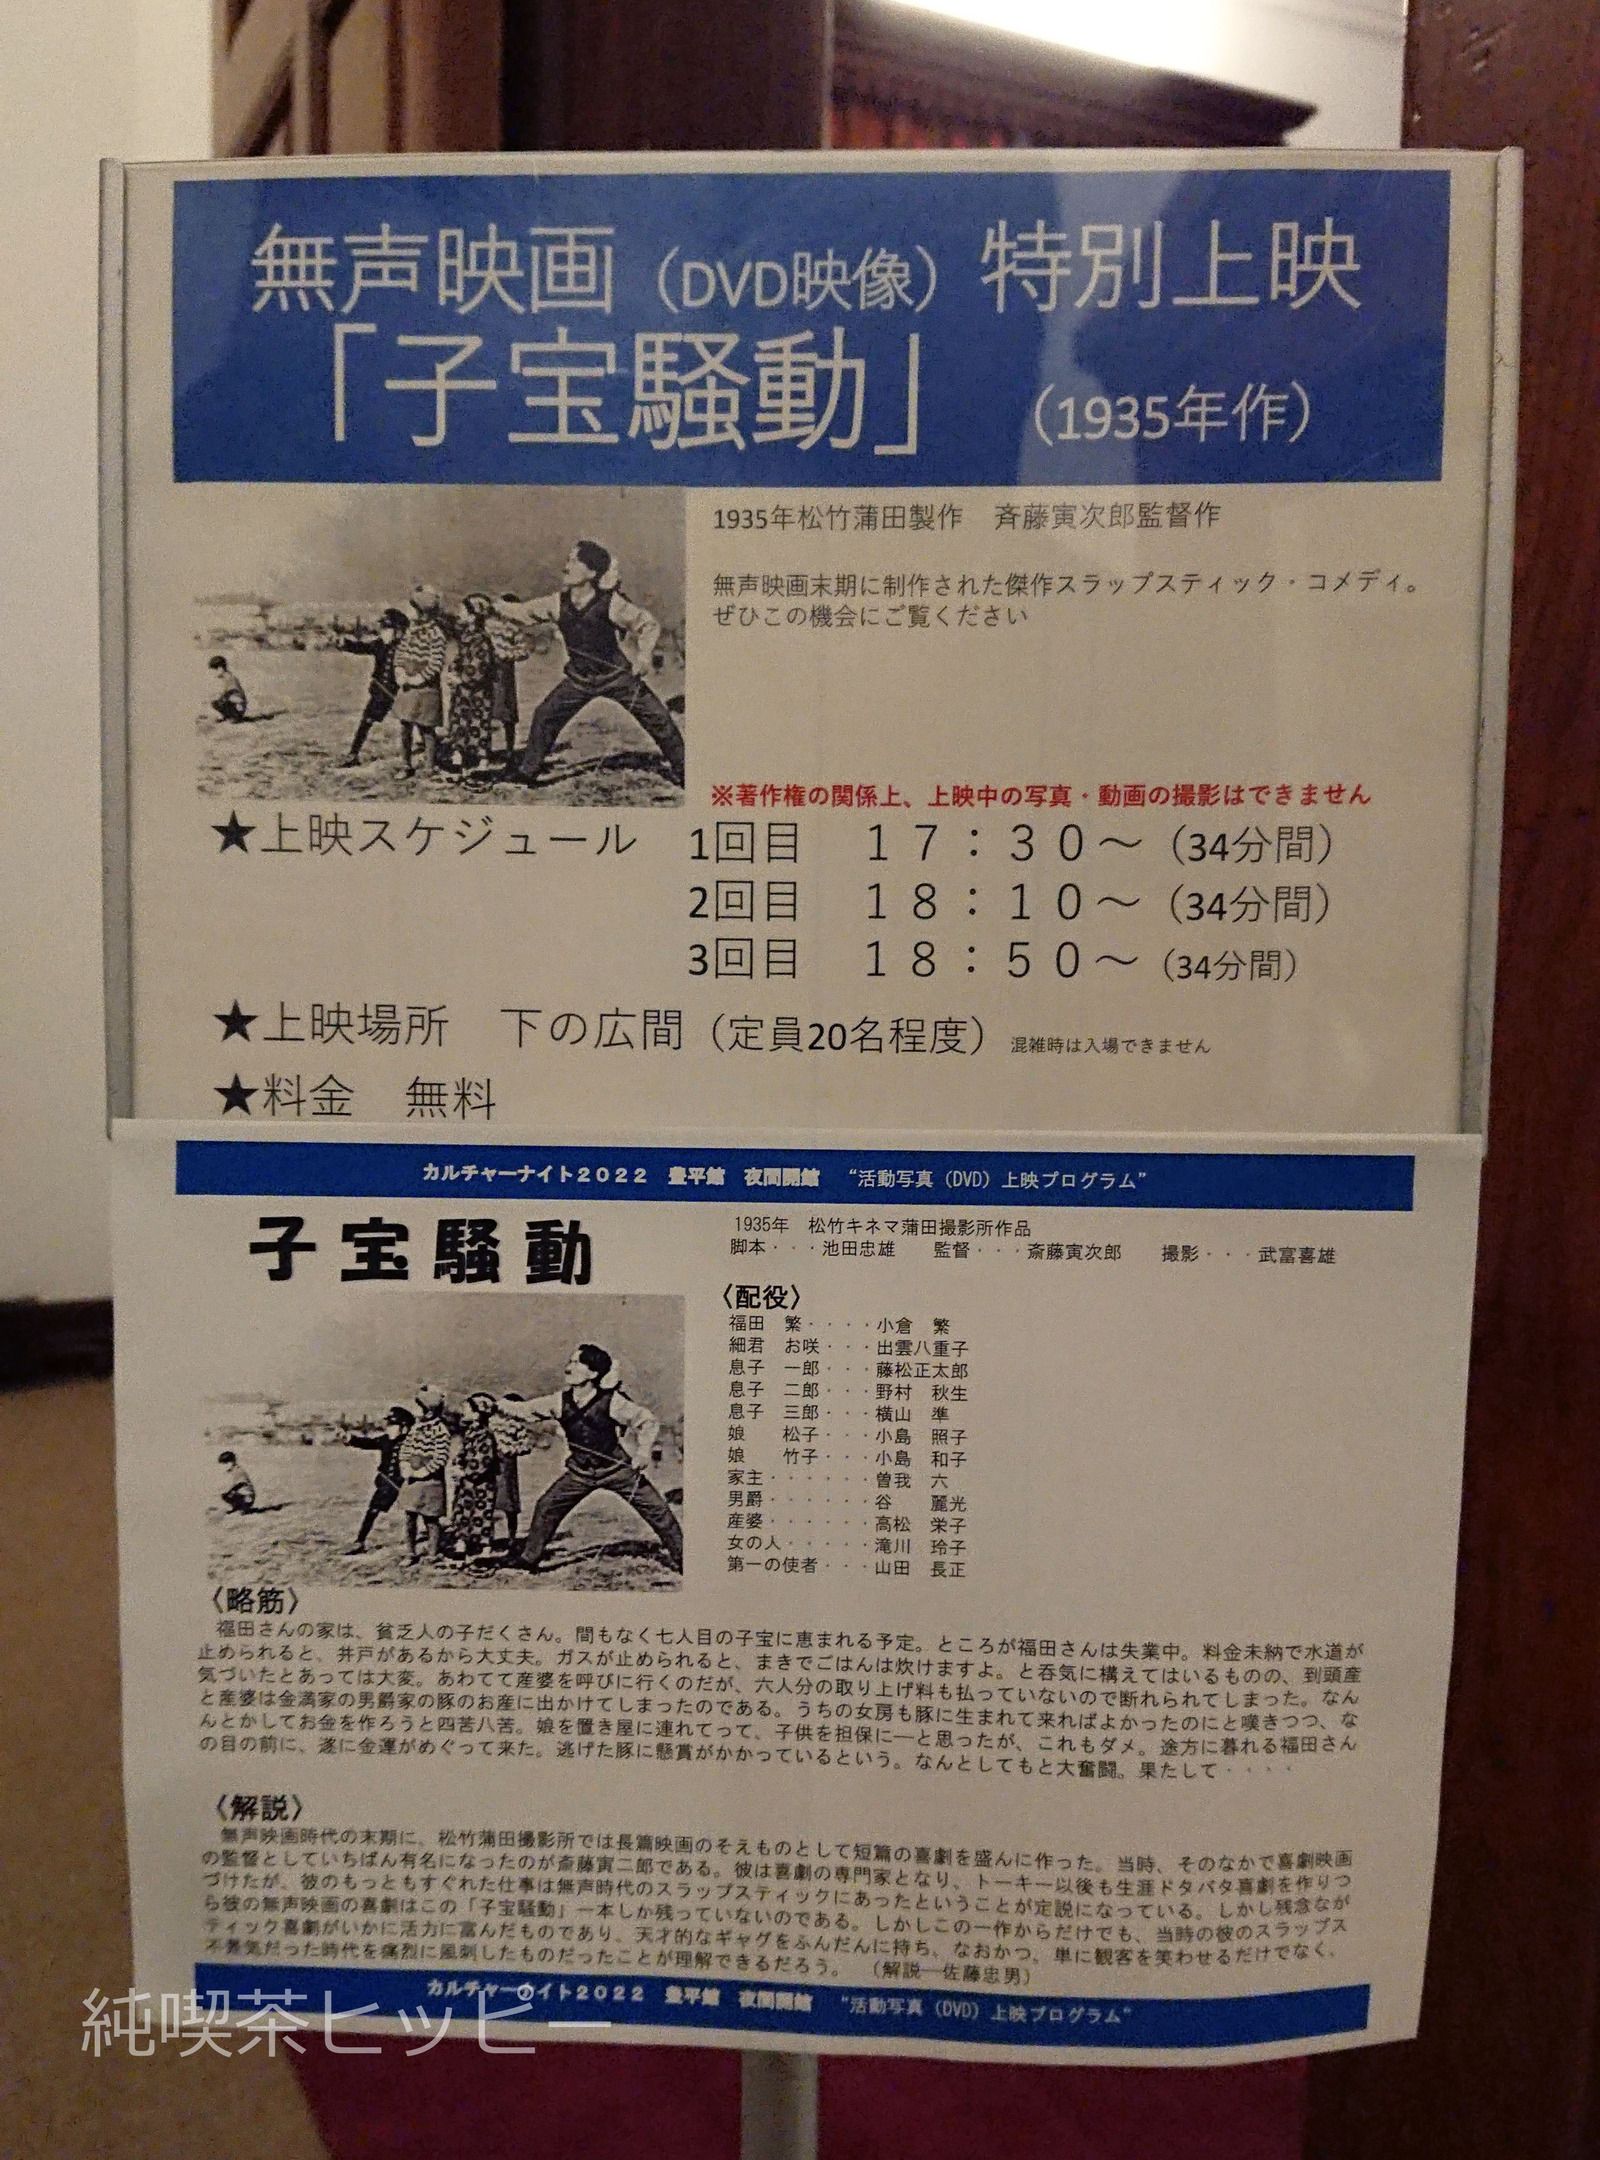 無声映画（DVD映像）特別上映
「子宝騒動」（1935年作）
1935年松竹蒲田製作　斉藤寅次郎監督作
無声映画末期に制作された傑作スラップスティック・コメディ。
ぜひこの機会にご覧ください
※著作権の関係上、上映中の写真・動画の撮影はできません
★上映スケジュール　1回目　１７：３０～（34分間）
2回目　１８：１０～（34分間）
3回目　１８：５０～（34分間）
★上映場所　下の広間（定員20名程度）混雑時は入場できません
★料金　無料
カルチャーナイト２０２２　豊平館　夜間開館　“活動写真（DVD）上映プログラム”
子宝騒動
1935年　松竹キネマ蒲田撮影所作品
脚本・・・池田忠雄　監督・・・斎藤寅次郎　撮影・・・武富喜雄
〈配役〉
福田　繁・・・・小倉　繁
細君　お咲・・・出雲八重子
息子　一郎・・・藤松正太郎
息子　二郎・・・野村　秋生
息子　三郎・・・横山　準
娘　　松子・・・小島　照子
娘　　竹子・・・小島　和子
家主・・・・・・曽我　六
男爵・・・・・・谷　　麗光
産婆・・・・・・高松　栄子
女の人・・・・・滝川　玲子
第一の使者・・・山田　長正
〈略筋〉
福田さんの家は、貧乏人の子だくさん。間もなく七人目の子宝に恵まれる予定。ところが福田さんは失業中。料金未納で水道が
止められると、井戸があるから大丈夫。ガスが止められると、まきでごはんは炊けますよ。と呑気に構えてはいるものの、到頭産
気づいたとあっては大変。あわてて産婆を呼びに行くのだが、六人分の取り上げ料も払っていないので断れられてしまった。なん
と産婆は金満家の男爵家の豚のお産に出かけてしまったのである。うちの女房も豚に生まれて来ればよかったのにと嘆きつつ、な
んとかしてお金を作ろうと四苦八苦。娘を置き屋に連れてって、子供を担保に―と思ったが、これもダメ。途方に暮れる福田さん
の目の前に、遂に金運がめぐって来た。逃げた豚に懸賞がかかっているという。なんとしてもと大奮闘。果たして・・・・
〈解説〉
無声映画時代の末期に、松竹蒲田撮影所では長篇映画のそえものとして短篇の喜劇を盛んに作った。当時、そのなかで喜劇映画
の監督としていちばん有名になったのが斎藤寅二郎である。彼は喜劇の専門家となり、トーキー以後も生涯ドタバタ喜劇を作りつ
づけたが、彼のもっともすぐれた仕事は無声時代のスラップスティックにあったということが定説になっている。しかし残念なが
ら彼の無声映画の喜劇はこの「子宝騒動」一本しか残っていないのである。しかしこの一作からだけでも、当時の彼のスラップス
ティック喜劇がいかに活力に富んだものであり、天才的なギャグをふんだんに持ち、なおかつ、単に観客を笑わせるだけでなく、
不景気だった時代を痛烈に風刺したものだったことが理解できるだろう。　（解説―佐藤忠男）
カルチャーナイト２０２２　豊平館　夜間開館　“活動写真（DVD）上映プログラム”
純喫茶ヒッピー